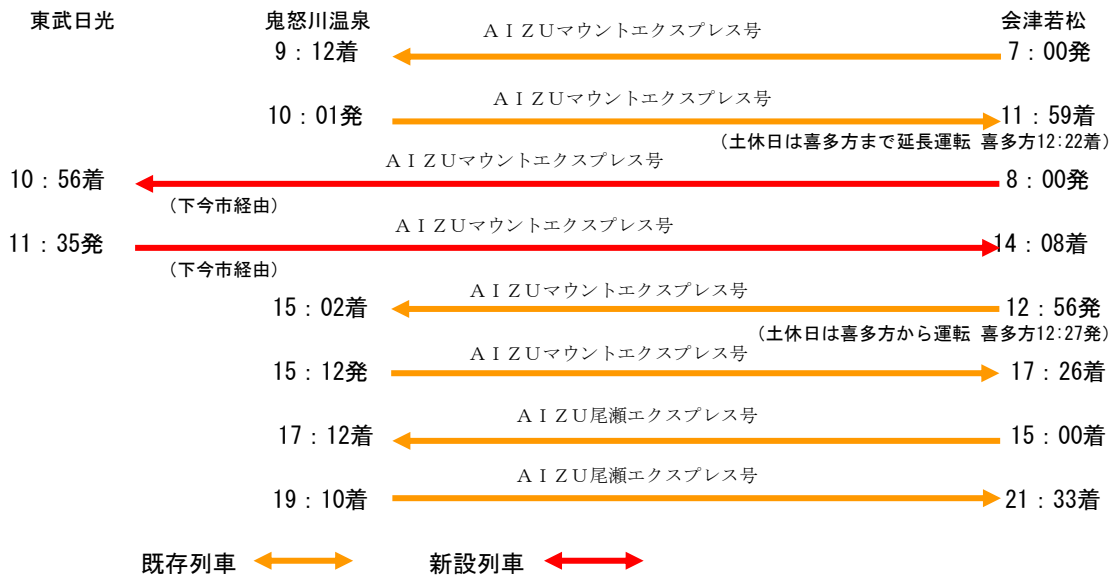 東武日光 鬼怒川温泉 会津若松
ＡＩＺＵマウントエクスプレス号
9：12着 7：00発
ＡＩＺＵマウントエクスプレス号
10：01発 11：59着
（土休日は喜多方まで延長運転 喜多方12:22着）
ＡＩＺＵマウントエクスプレス号
10：56着 8：00発
（下今市経由）
ＡＩＺＵマウントエクスプレス号
11：35発 14：08着
（下今市経由）
ＡＩＺＵマウントエクスプレス号
15：02着 12：56発
（土休日は喜多方から運転 喜多方12:27発）
ＡＩＺＵマウントエクスプレス号
15：12発 17：26着
ＡＩＺＵ尾瀬エクスプレス号
17：12着 15：00着
ＡＩＺＵ尾瀬エクスプレス号
19：10着 21：33着
既存列車 新設列車